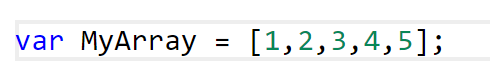 var MyArray = [1,2,3,4,5];